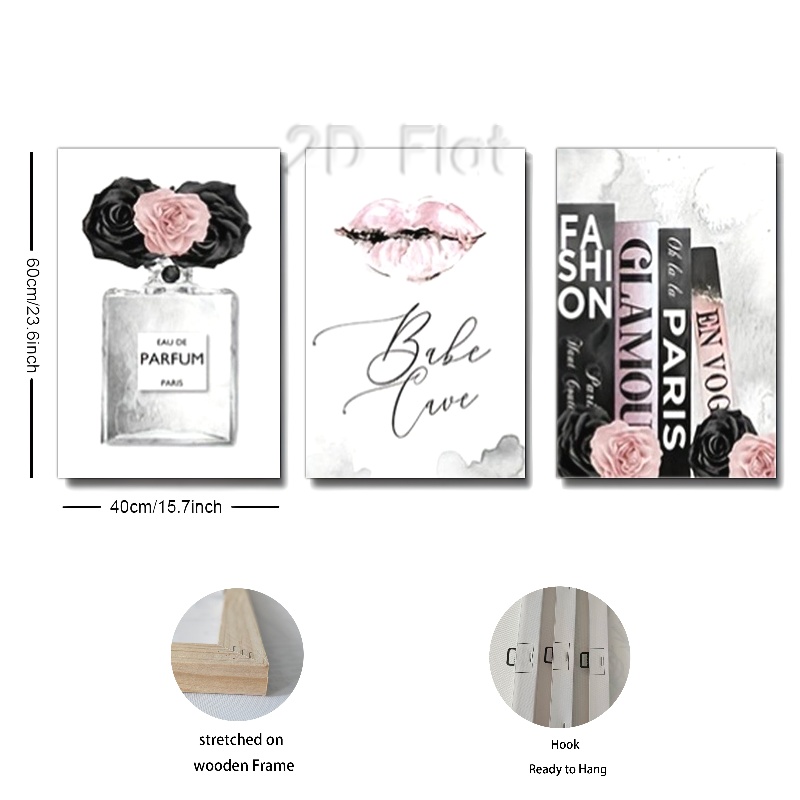 2D Flat
60cm/23.6inch
EAU DE
PARFUM
PARIS
Babe
Cave
FA
SHI
ON
GLAMOU
Oh la la
PARIS
EN VOG
40cm/15.7inch
stretched on
wooden Frame
Hook
Ready to Hang